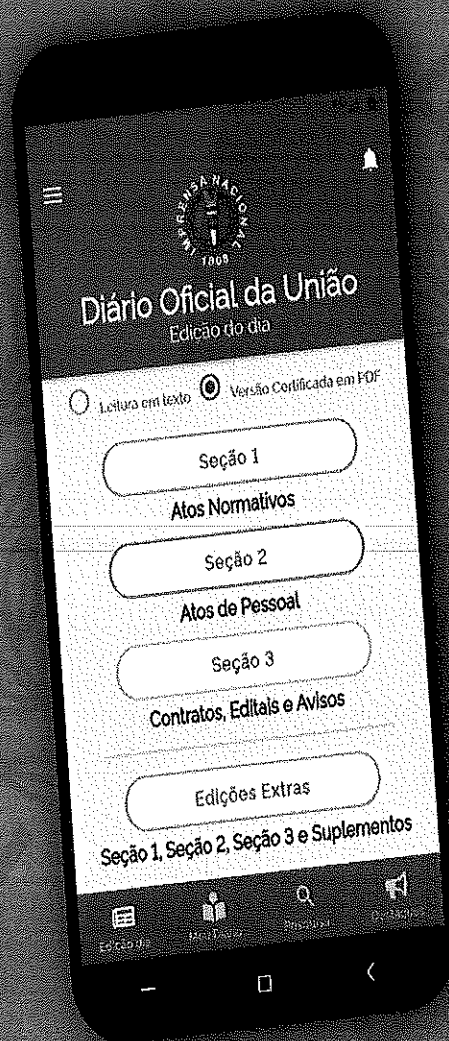 IMPRENSA NACIONAL
1808
Diário Oficial da União
Edição do dia
Leitura em texto Versão Certificada em PDF
Seção 1
Atos Normativos
Seção 2
Atos de Pessoal
Seção 3
Contratos, Editais e Avisos
Edições Extras
Seção 1, Seção 2, Seção 3 e Suplementos
Edição do